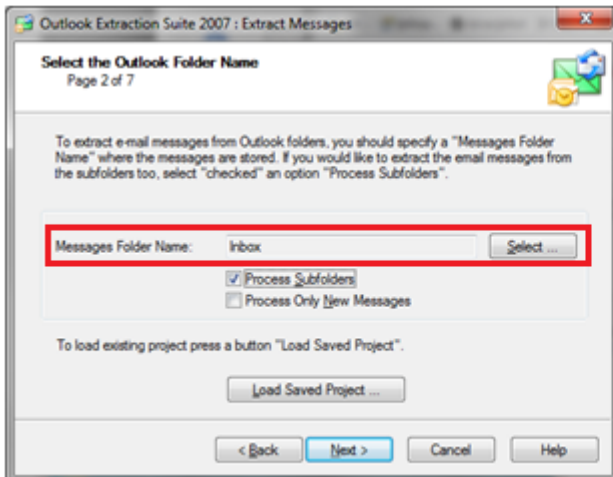 Outlook Extraction Suite 2007 : Extract Messages
Select the Outlook Folder Name
Page 2 of 7
To extract e-mail messages from Outlook folders, you should specify a "Messages Folder
Name" where the messages are stored. If you would like to extract the email messages from
the subfolders too, select "checked" an option "Process Subfolders".
Messages Folder Name: Inbox Select ...
Process Subfolders
Process Only New Messages
To load existing project press a button "Load Saved Project".
Load Saved Project ...
< Back Next > Cancel Help